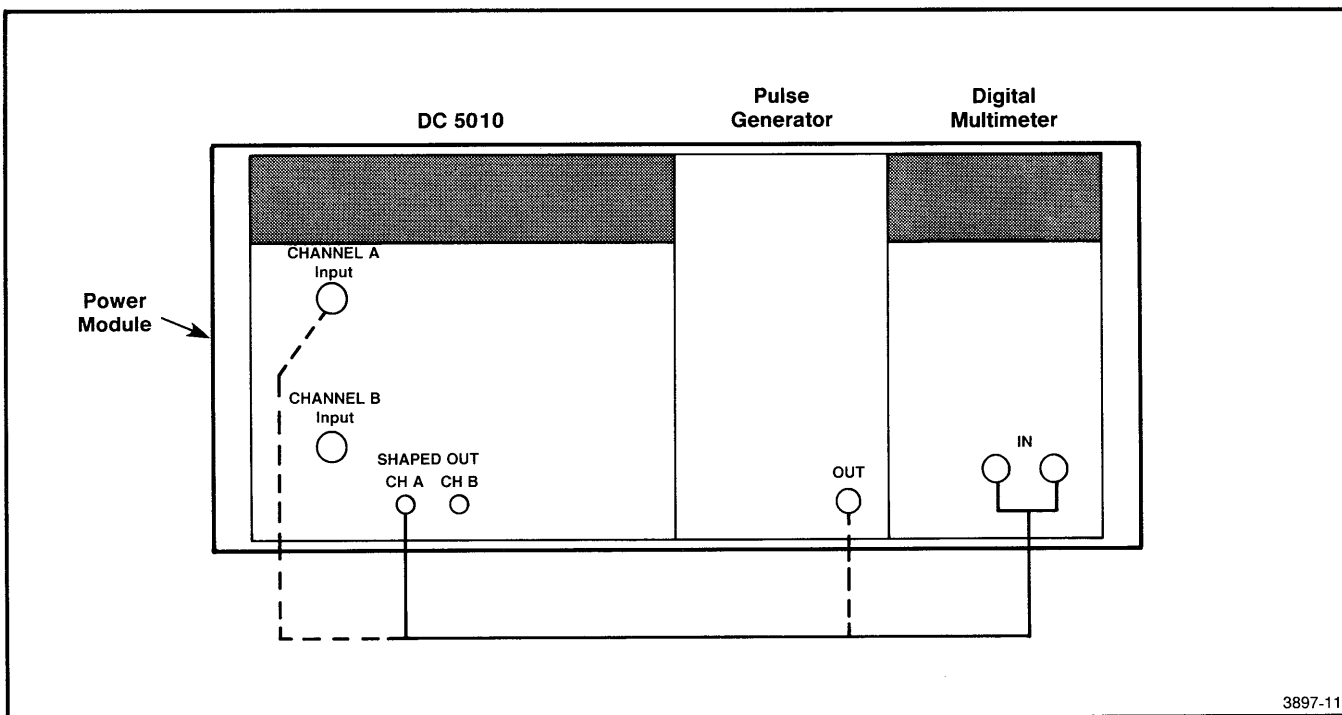 DC 5010
Pulse
Generator
Digital
Multimeter
CHANNEL A
Input
Power
Module
CHANNEL B
Input
SHAPED OUT
CH A CH B
OUT
IN
3897-11